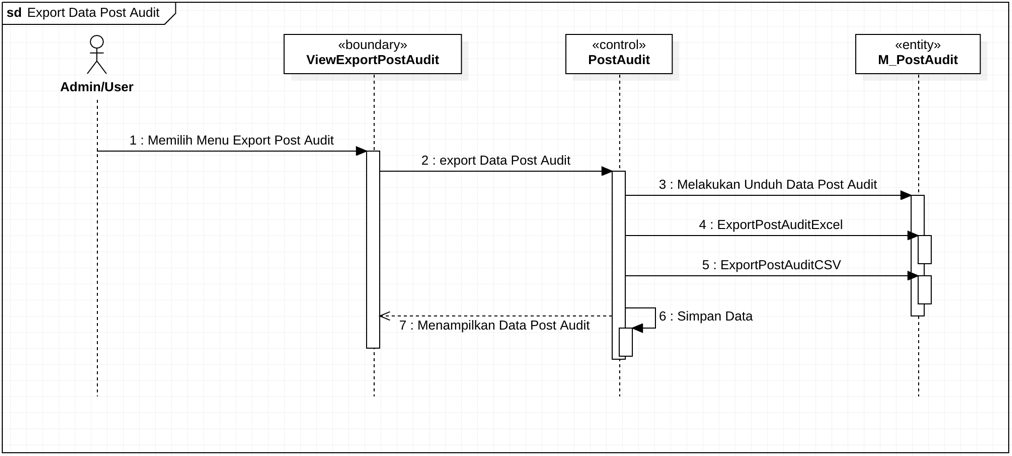 sd Export Data Post Audit
Admin/User
«boundary»
ViewExportPostAudit
«control»
PostAudit
«entity»
M_PostAudit
1 : Memilih Menu Export Post Audit
2 : export Data Post Audit
3 : Melakukan Unduh Data Post Audit
4 : ExportPostAuditExcel
5 : ExportPostAuditCSV
6 : Simpan Data
7 : Menampilkan Data Post Audit